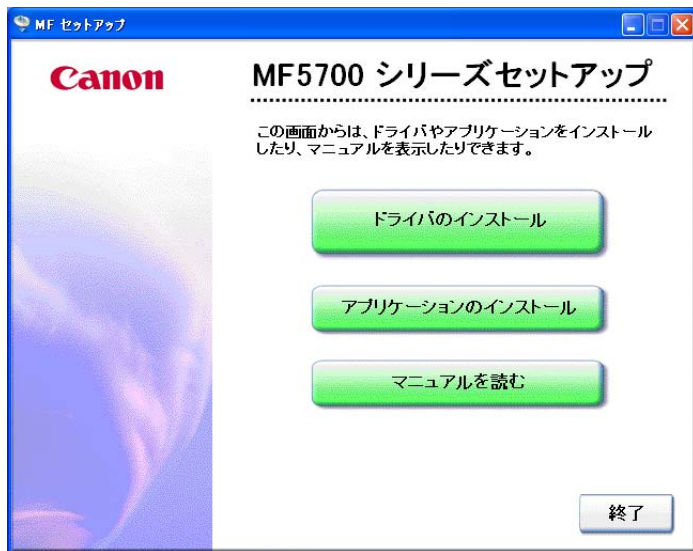 MF セットアップ
Canon
MF5700 シリーズセットアップ
この画面からは、ドライバやアプリケーションをインストール
したり、マニュアルを表示したりできます。
ドライバのインストール
アプリケーションのインストール
マニュアルを読む
終了